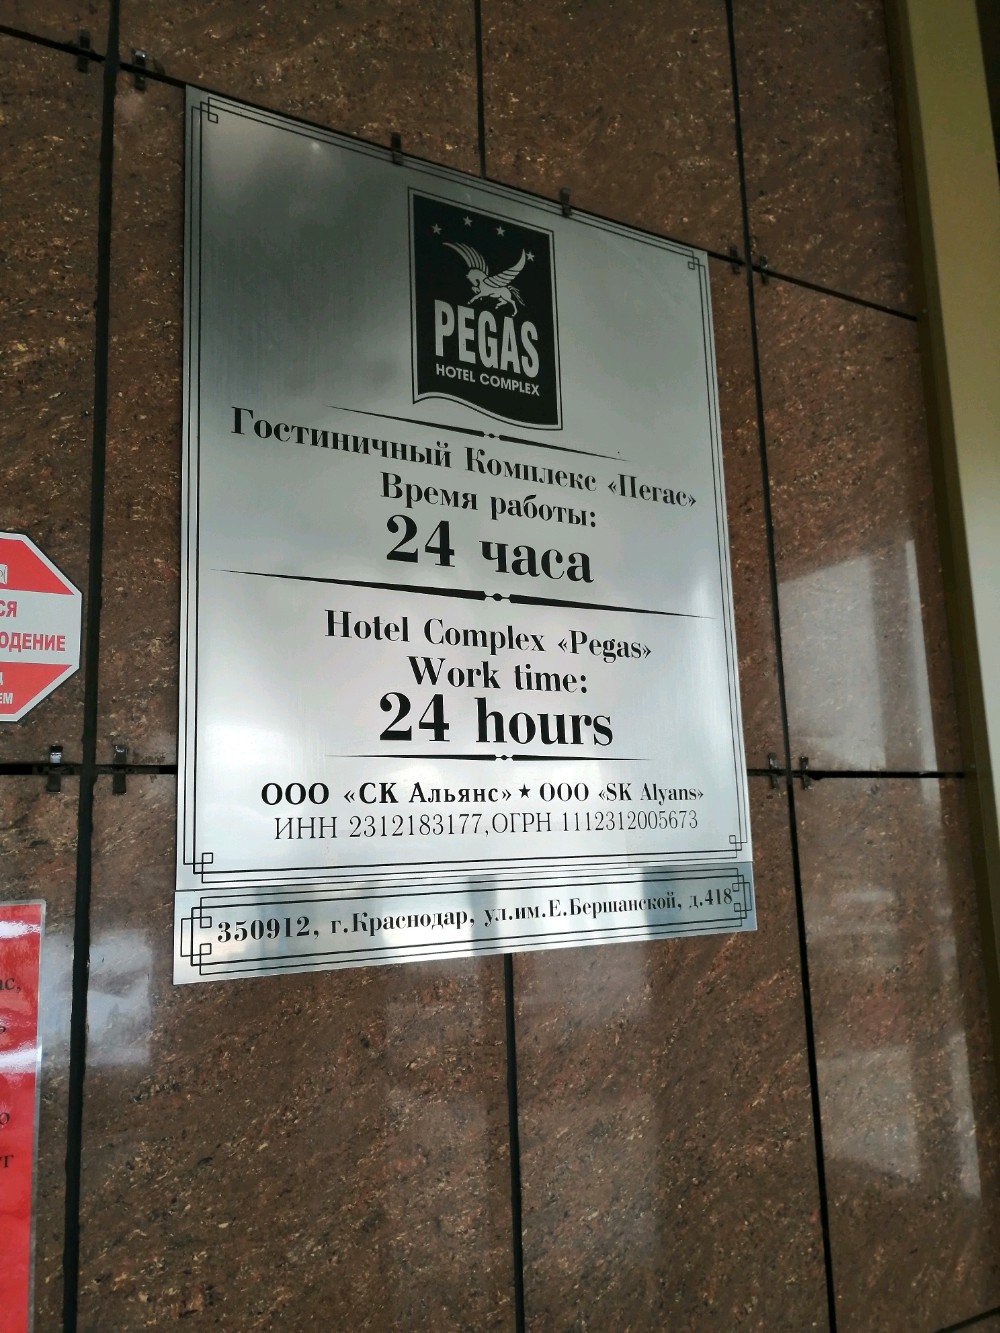 PEGAS
HOTEL COMPLEX
Гостиничный Комплекс «Пегас»
Время работы:
24 часа
Hotel Complex «Pegas»
Work time:
24 hours
ООО «СК Альянс» ★ ООО «SK Alyans»
ИНН 2312183177,ОГРН 1112312005673
350912, г.Краснодар, ул.им.Е.Бершанской, д.418